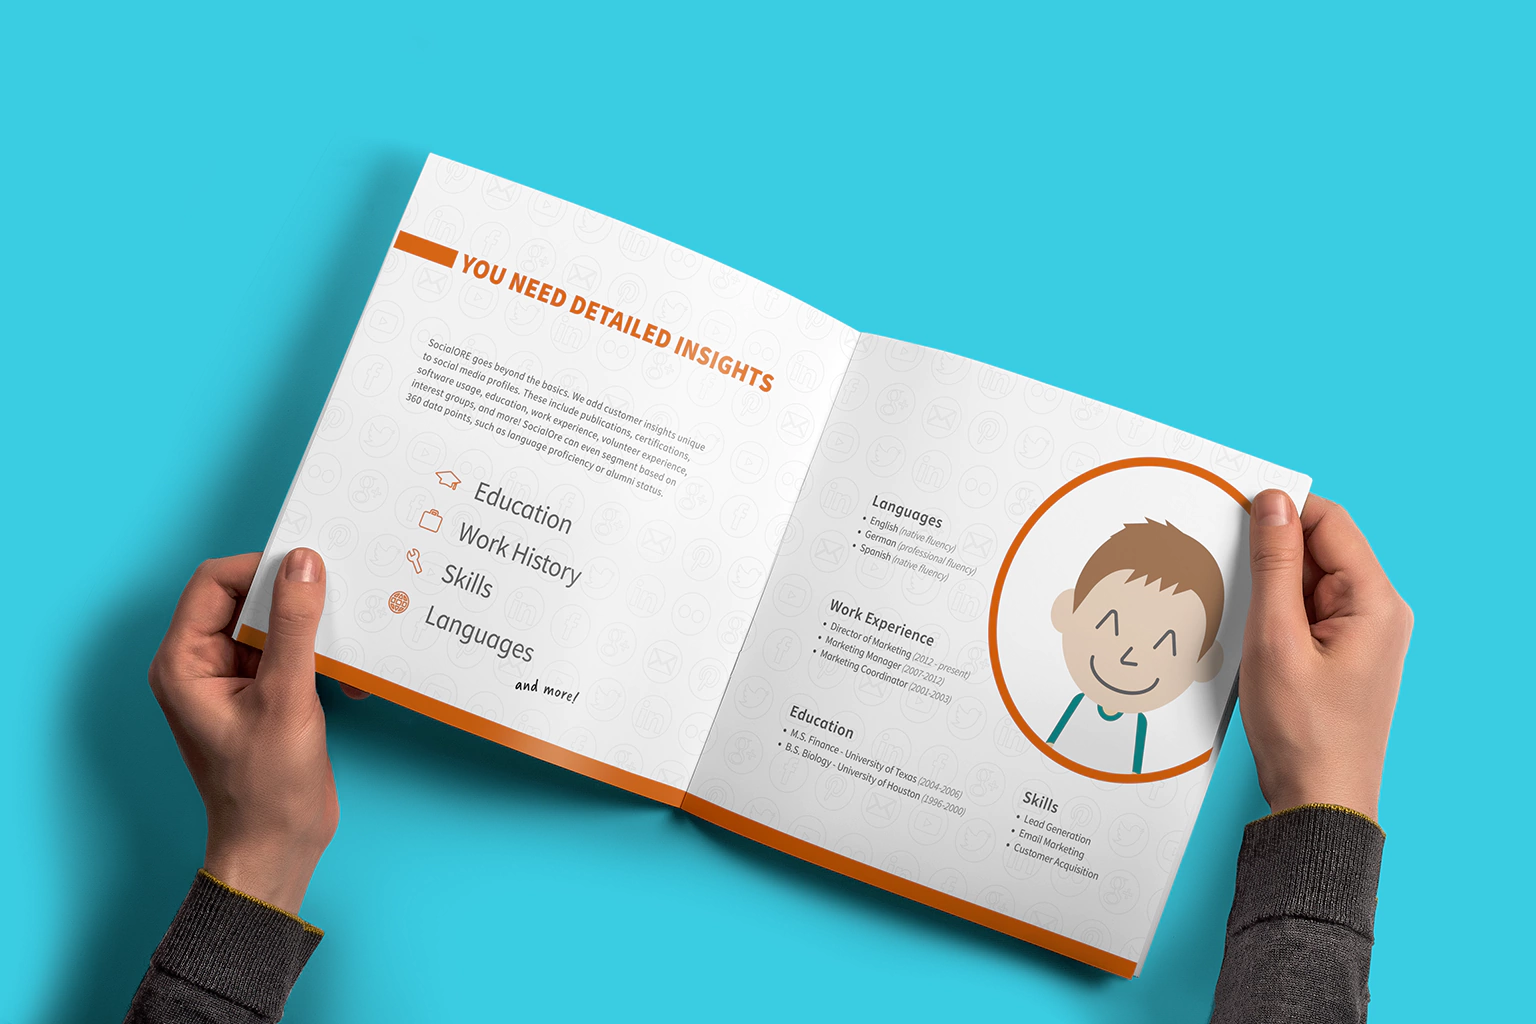 YOU NEED DETAILED INSIGHTS
SocialORE goes beyond the basics. We add customer insights unique
to social media profiles. These include publications, certifications,
software usage, education, work experience, volunteer experience,
interest groups, and more! SocialOre can even segment based on
360 data points, such as language proficiency or alumni status.
Education
Work History
Skills
Languages
and more!
Languages
• English (native fluency)
• German (professional fluency)
• Spanish (native fluency)
Work Experience
• Director of Marketing (2012 - present)
• Marketing Manager (2007-2012)
• Marketing Coordinator (2001-2003)
Education
• M.S. Finance - University of Texas (2004-2006)
• B.S. Biology - University of Houston (1996-2000)
Skills
• Lead Generation
• Email Marketing
• Customer Acquisition